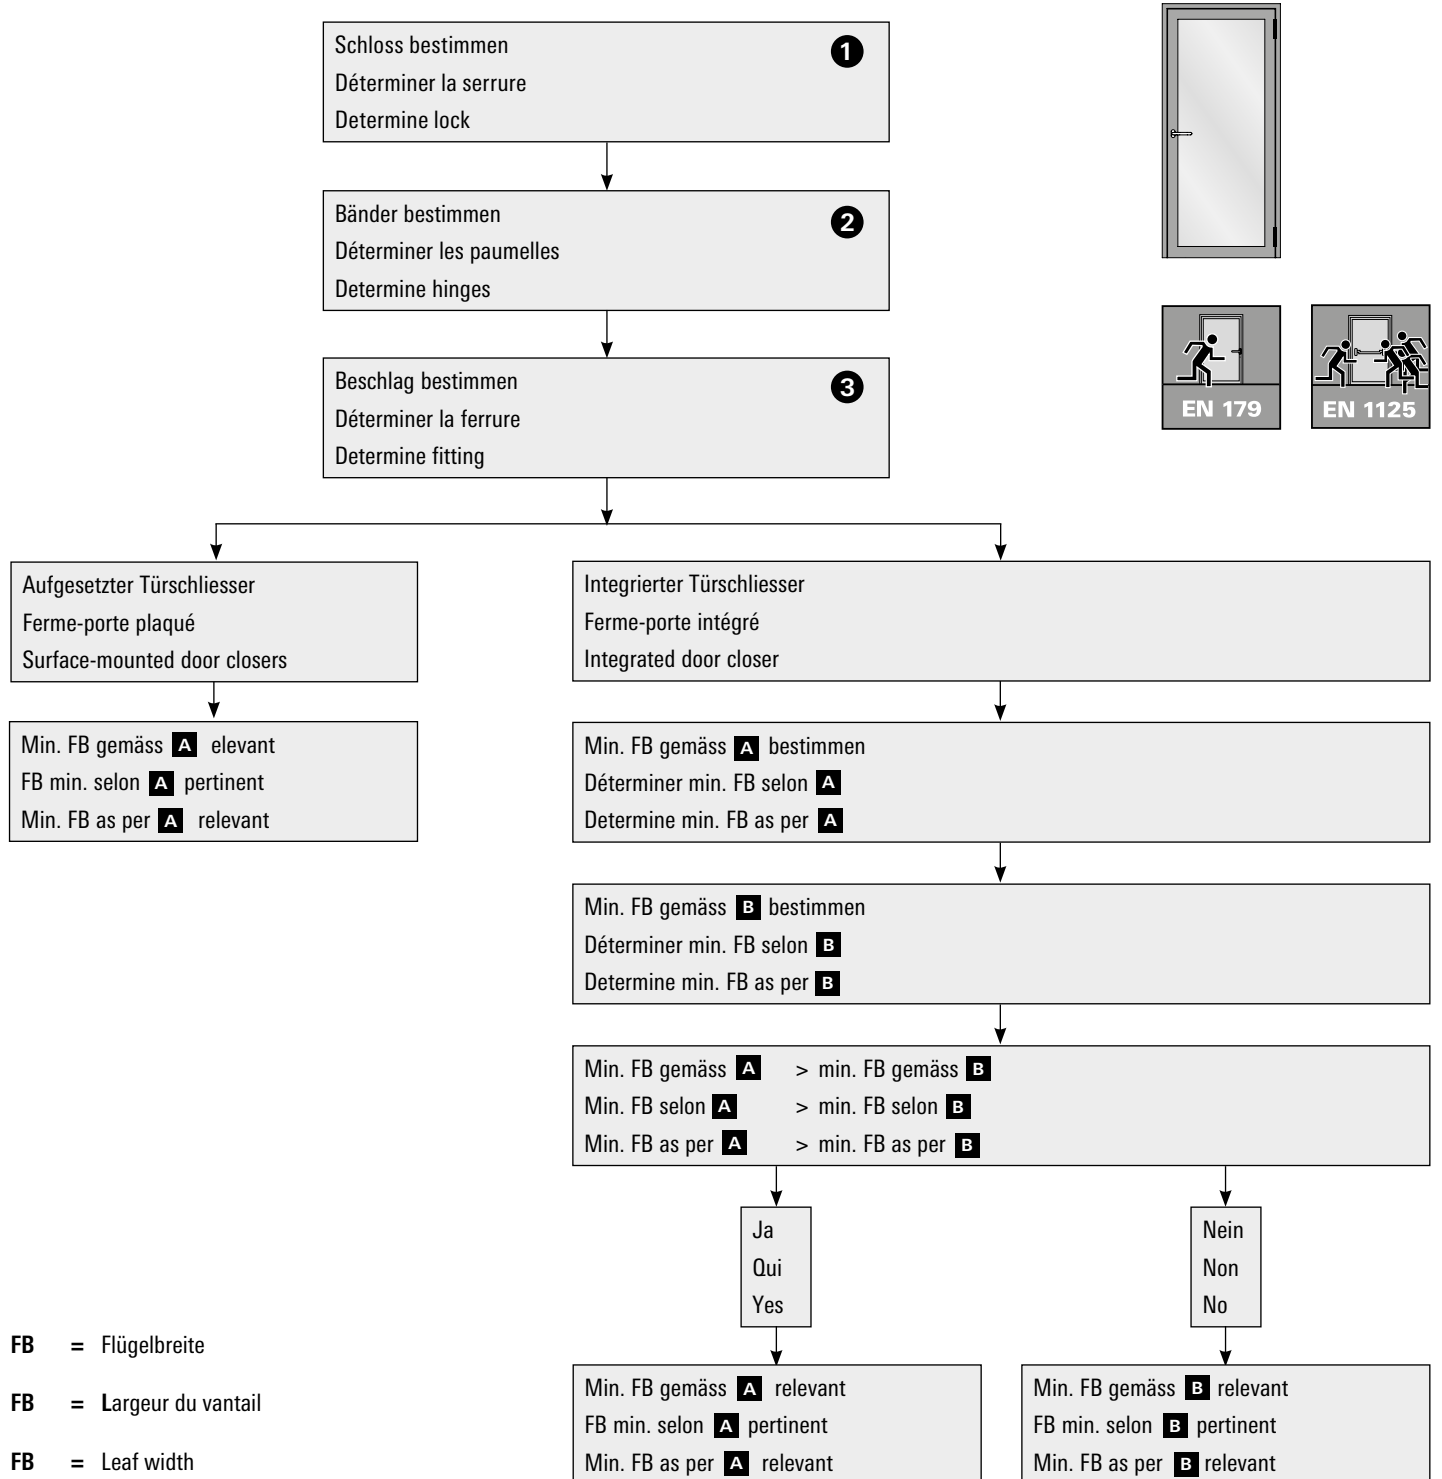 Schloss bestimmen 1
Déterminer la serrure
Determine lock
Bänder bestimmen 2
Déterminer les paumelles
Determine hinges
EN 179
EN 1125
Beschlag bestimmen 3
Déterminer la ferrure
Determine fitting
Aufgesetzter Türschliesser
Ferme-porte plaqué
Surface-mounted door closers
Integrierter Türschliesser
Ferme-porte intégré
Integrated door closer
Min. FB gemäss A elevant
FB min. selon A pertinent
Min. FB as per A relevant
Min. FB gemäss A bestimmen
Déterminer min. FB selon A
Determine min. FB as per A
Min. FB gemäss B bestimmen
Déterminer min. FB selon B
Determine min. FB as per B
Min. FB gemäss A > min. FB gemäss B
Min. FB selon A > min. FB selon B
Min. FB as per A > min. FB as per B
Ja
Qui
Yes
Nein
Non
No
FB = Flügelbreite
FB = Largeur du vantail
FB = Leaf width
Min. FB gemäss A relevant
FB min. selon A pertinent
Min. FB as per A relevant
Min. FB gemäss B relevant
FB min. selon B pertinent
Min. FB as per B relevant